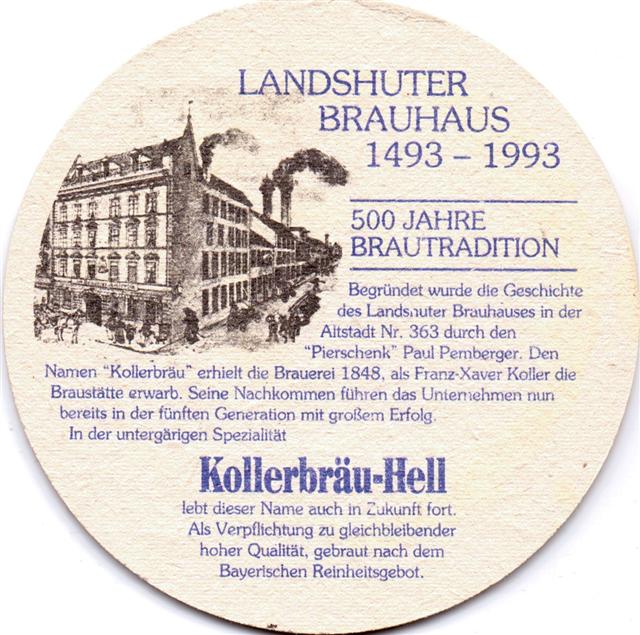 LANDSHUTER
BRAUHAUS
1493 – 1993
500 JAHRE
BRAUTRADITION
Begründet wurde die Geschichte
des Landshuter Brauhauses in der
Altstadt Nr. 363 durch den
"Pierschenk" Paul Pemberger. Den
Namen "Kollerbräu" erhielt die Brauerei 1848, als Franz-Xaver Koller die
Braustätte erwarb. Seine Nachkommen führen das Unternehmen nun
bereits in der fünften Generation mit großem Erfolg.
In der untergärigen Spezialität
Kollerbräu-Hell
lebt dieser Name auch in Zukunft fort.
Als Verpflichtung zu gleichbleibender
hoher Qualität, gebraut nach dem
Bayerischen Reinheitsgebot.